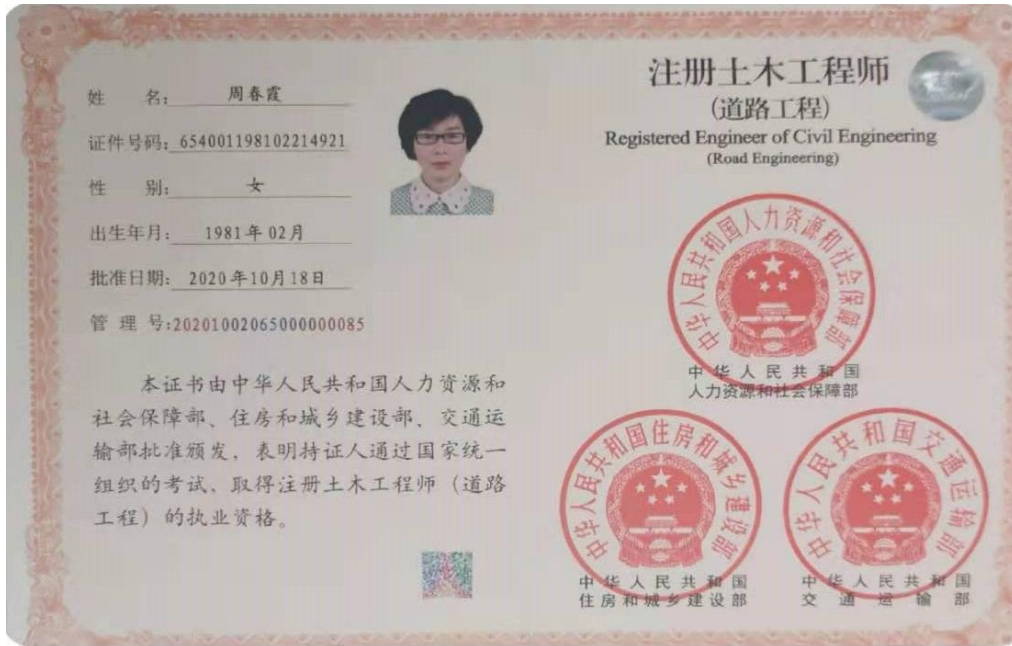 姓 名: 周春霞
证件号码: 654001198102214921
性 别: 女
出生年月: 1981年02月
批准日期: 2020年10月18日
管 理 号:20201002065000000085
本证书由中华人民共和国人力资源和
社会保障部、住房和城乡建设部、交通运
输部批准颁发，表明持证人通过国家统一
组织的考试、取得注册土木工程师（道路
工程）的执业资格。
注册土木工程师
(道路工程)
Registered Engineer of Civil Engineering
(Road Engineering)
中华人民共和国人力资源和社会保障部
中华人民共和国
人力资源和社会保障部
中华人民共和国住房和城乡建设部
中华人民共和国
住房和城乡建设部
中华人民共和国交通运输部
中华人民共和国
交通运输部